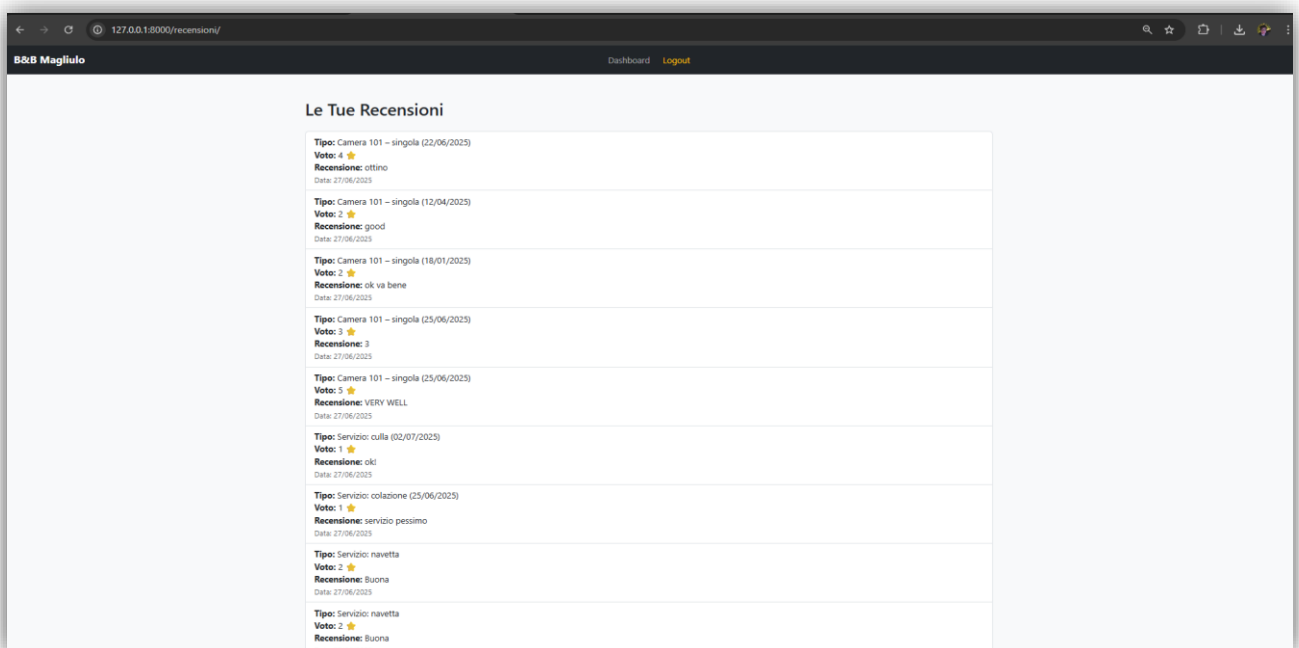 127.0.0.1:8000/recensioni/
B&B Magliulo
Dashboard Logout
Le Tue Recensioni
Tipo: Camera 101 – singola (22/06/2025)
Voto: 4
Recensione: ottino
Data: 27/06/2025
Tipo: Camera 101 – singola (12/04/2025)
Voto: 2
Recensione: good
Data: 27/06/2025
Tipo: Camera 101 – singola (18/01/2025)
Voto: 2
Recensione: ok va bene
Data: 27/06/2025
Tipo: Camera 101 – singola (25/06/2025)
Voto: 3
Recensione: 3
Data: 27/06/2025
Tipo: Camera 101 – singola (25/06/2025)
Voto: 5
Recensione: VERY WELL
Data: 27/06/2025
Tipo: Servizio: culla (02/07/2025)
Voto: 1
Recensione: ok!
Data: 27/06/2025
Tipo: Servizio: colazione (25/06/2025)
Voto: 1
Recensione: servizio pessimo
Data: 27/06/2025
Tipo: Servizio: navetta
Voto: 2
Recensione: Buona
Data: 27/06/2025
Tipo: Servizio: navetta
Voto: 2
Recensione: Buona